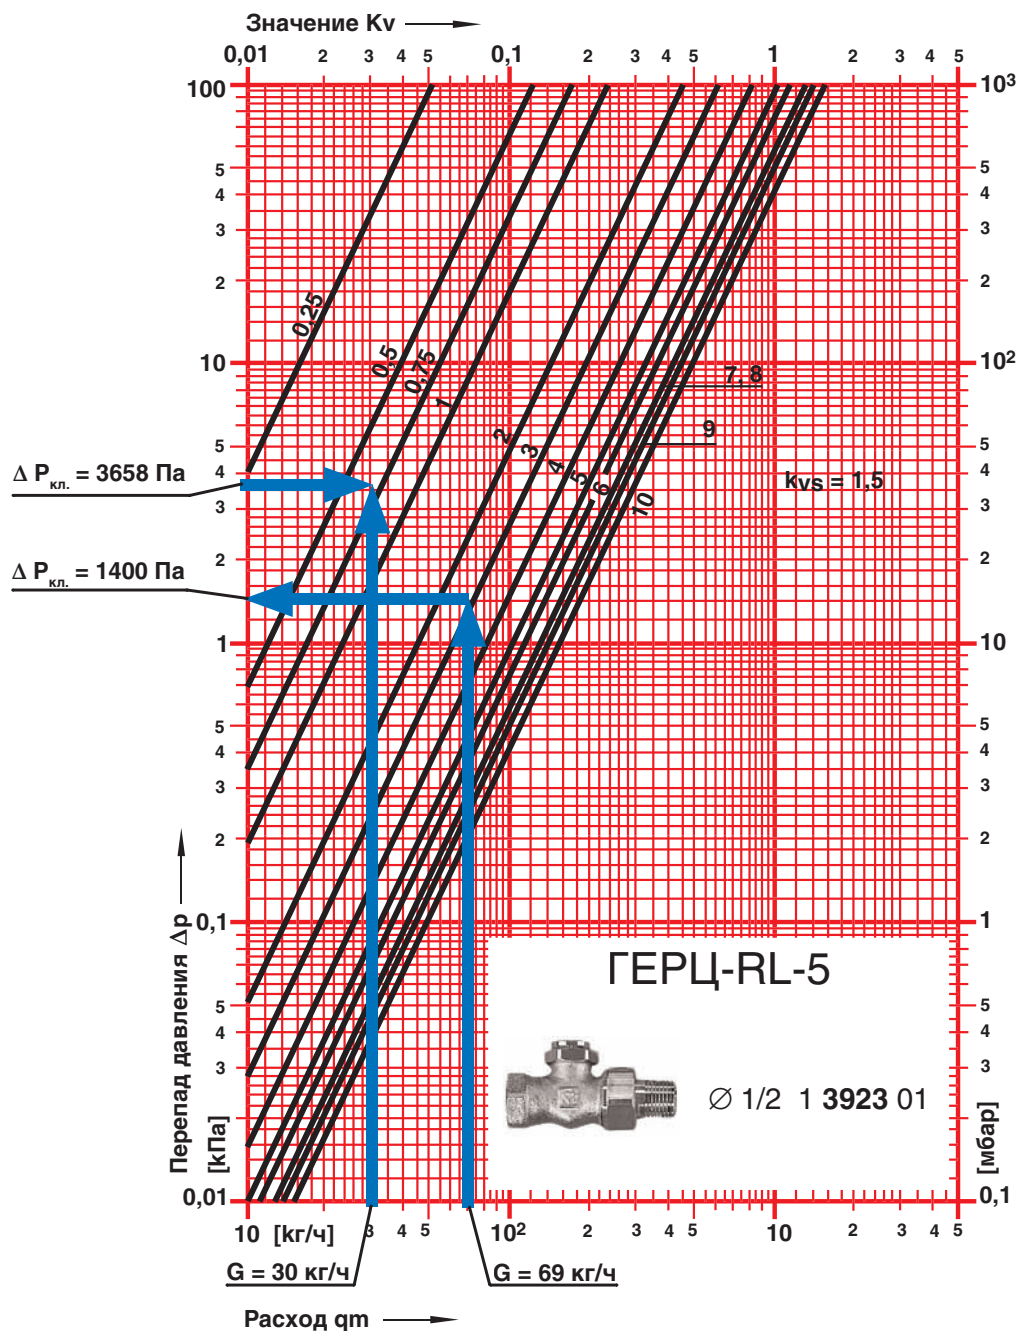 Значение Kv
0,01 2 3 4 5 0,1 2 3 4 5 1 2 3 4 5
100 10³
5 5
4 4
3 3
2 2
0,25
0,5
0,75
1
10 10²
7, 8
2
3
4
5
6
10
9
5 5
4 4
ΔPкл. = 3658 Па
kvs = 1,5
3 3
2 2
ΔPкл. = 1400 Па
1 10
5 5
4 4
3 3
2 2
Перепад давления Δp
[кПа]
0,1 1
ГЕРЦ-RL-5
5 5
4 4
3 3
∅ 1/2 1 3923 01
2 2
[мбар]
0,01 0,1
10 [кг/ч] 3 4 5 10² 2 3 4 5 10 2 3 4 5
G = 30 кг/ч G = 69 кг/ч
Расход qm